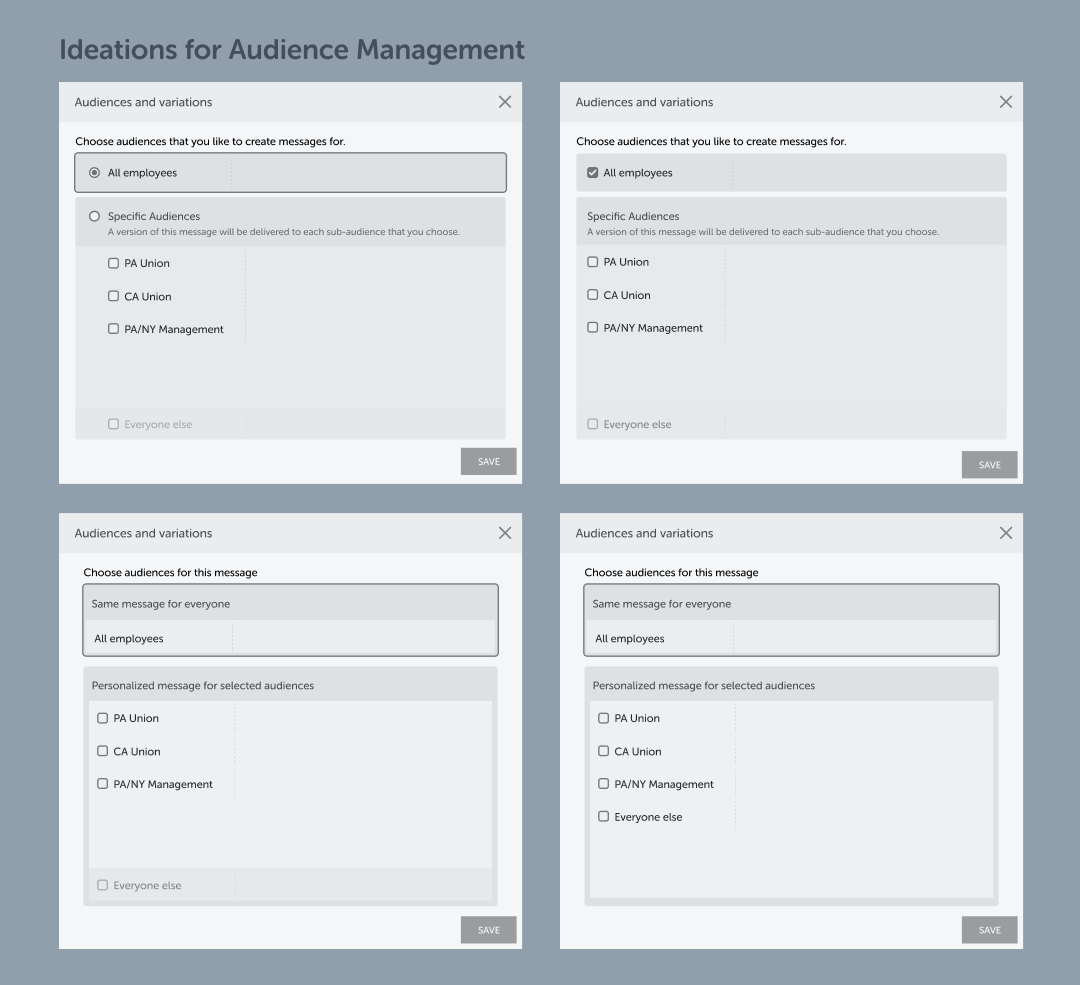 Ideations for Audience Management
Audiences and variations
Choose audiences that you like to create messages for.
All employees
Specific Audiences
A version of this message will be delivered to each sub-audience that you choose.
PA Union
CA Union
PA/NY Management
Everyone else
SAVE
Audiences and variations
Choose audiences that you like to create messages for.
All employees
Specific Audiences
A version of this message will be delivered to each sub-audience that you choose.
PA Union
CA Union
PA/NY Management
Everyone else
SAVE
Audiences and variations
Choose audiences for this message
Same message for everyone
All employees
Personalized message for selected audiences
PA Union
CA Union
PA/NY Management
Everyone else
SAVE
Audiences and variations
Choose audiences for this message
Same message for everyone
All employees
Personalized message for selected audiences
PA Union
CA Union
PA/NY Management
Everyone else
SAVE